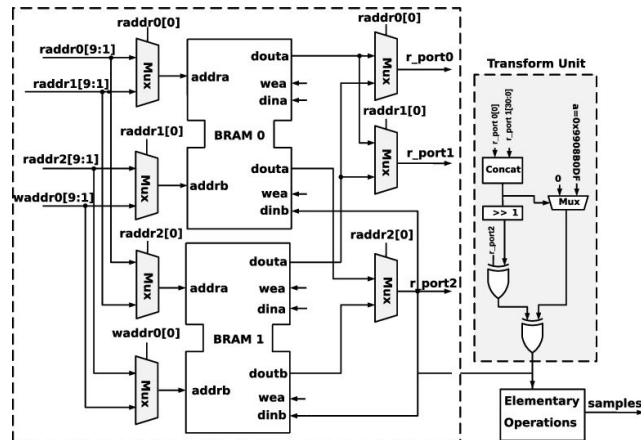 raddr0[0]
raddr0[9:1]
raddr1[9:1]
Mux
addra
douta
wea
dina
BRAM 0
raddr0[0]
Mux
r_port0
raddr1[0]
Mux
r_port1
raddr1[0]
raddr2[9:1]
waddr0[9:1]
Mux
addrb
douta
wea
dinb
raddr2[0]
Mux
addra
douta
wea
dina
BRAM 1
raddr2[0]
Mux
r_port2
waddr0[0]
Mux
addrb
doutb
wea
dinb
Transform Unit
r_port 0[0]
r_port 1[30:0]
a=0x9908B0DF
0
Concat
Mux
>> 1
r_port2
Elementary
Operations
samples